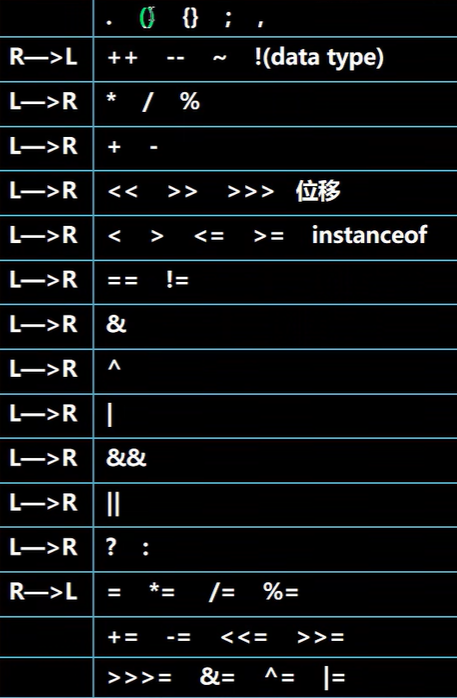 . () {} ; ,
R—>L ++ -- ~ !(data type)
L—>R * / %
L—>R + -
L—>R << >> >>> 位移
L—>R < > <= >= instanceof
L—>R == !=
L—>R &
L—>R ^
L—>R |
L—>R &&
L—>R ||
L—>R ? :
R—>L = *= /= %=
+= -= <<= >>=
>>>= &= ^= |=